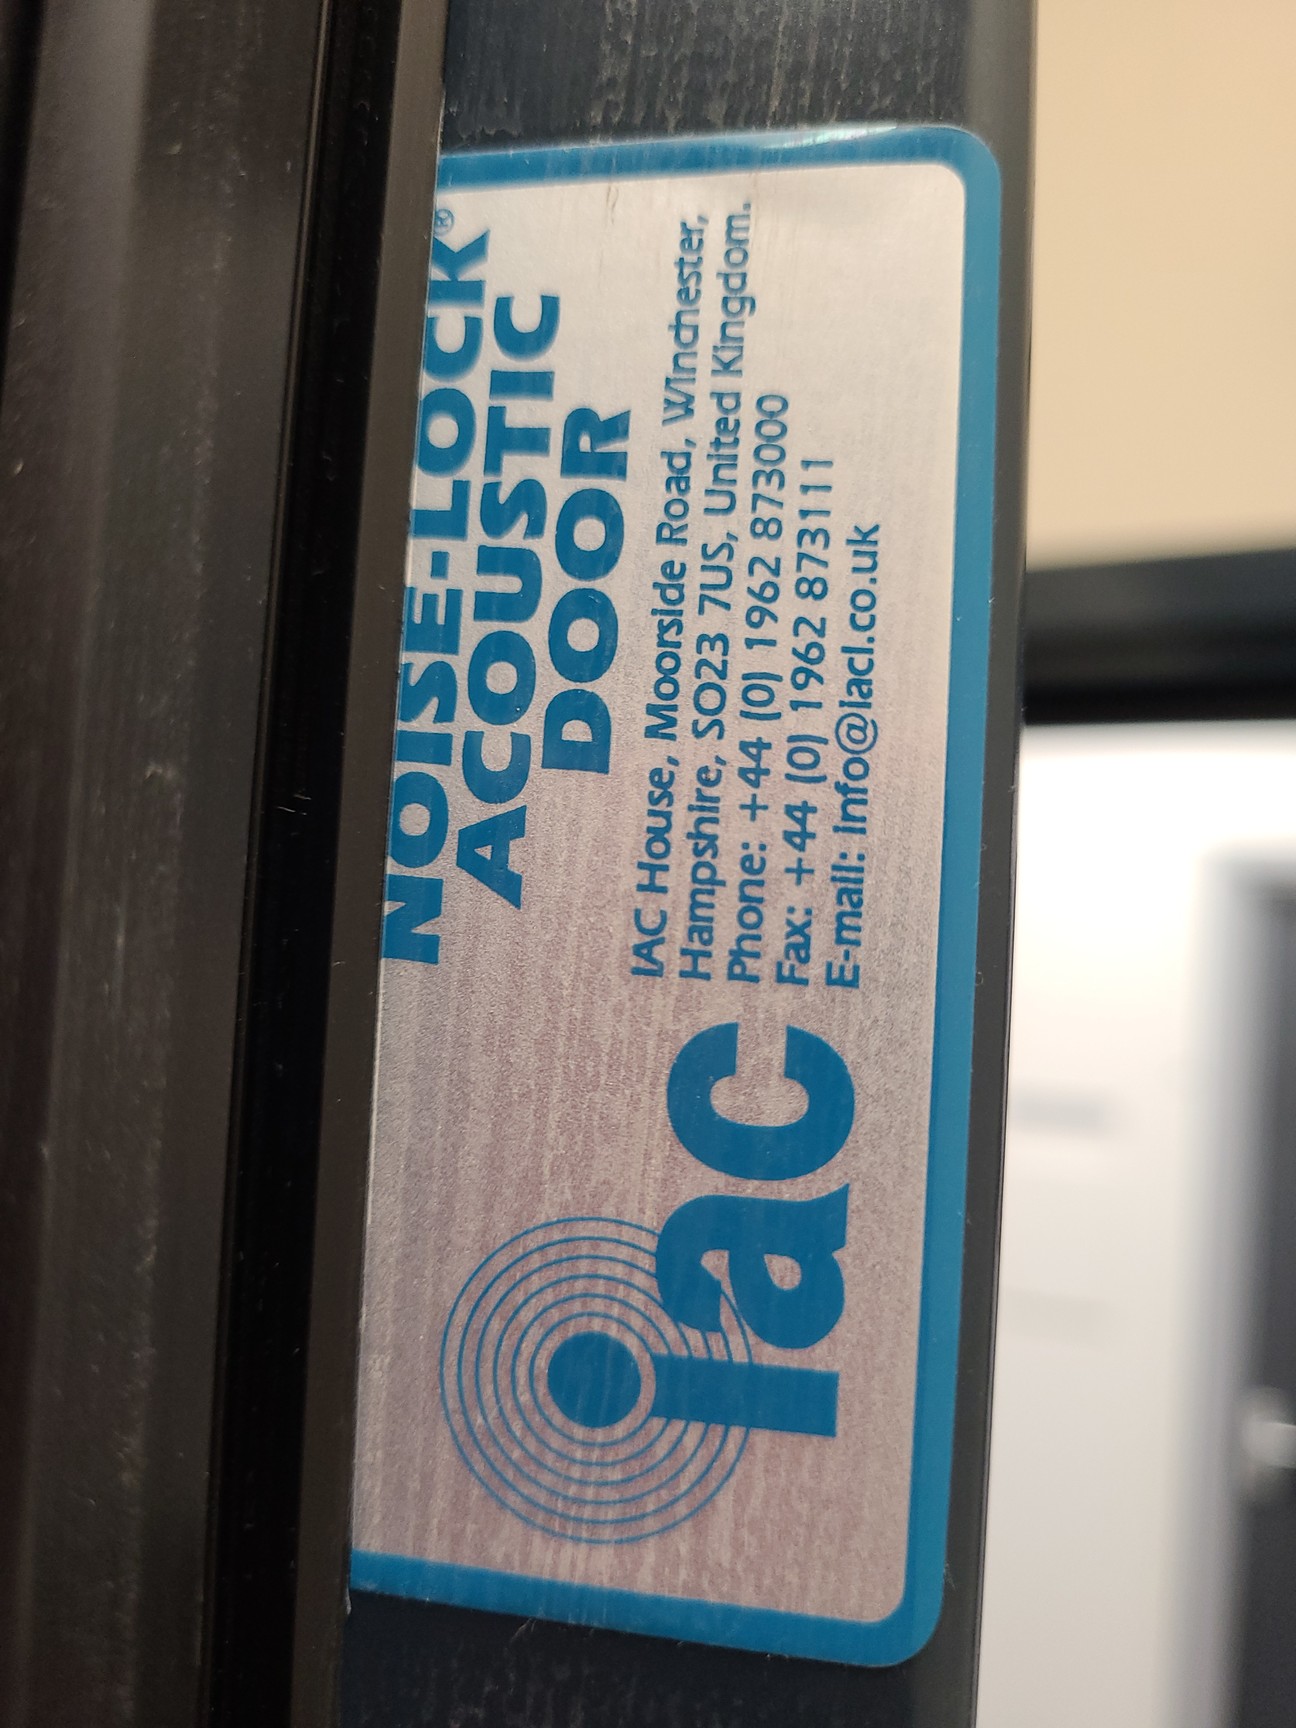 NOISE-LOCK®
ACOUSTIC
DOOR
iac
IAC House, Moorside Road, Winchester,
Hampshire, SO23 7US, United Kingdom.
Phone: +44 (0) 1962 873000
Fax: +44 (0) 1962 873111
E-mail: info@iacl.co.uk